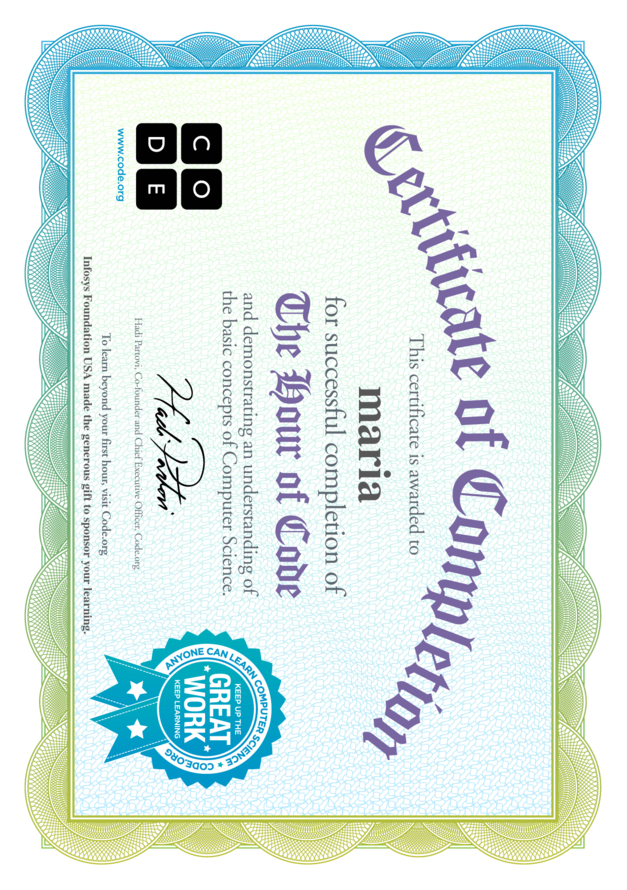 Certificate of Completion
This certificate is awarded to
maria
for successful completion of
The Hour of Code
and demonstrating an understanding of
the basic concepts of Computer Science.
Hadi Partovi
Hadi Partovi, Co-founder and Chief Executive Officer, Code.org
To learn beyond your first hour, visit Code.org
Infosys Foundation USA made the generous gift to sponsor your learning.
C O
D E
www.code.org
ANYONE CAN LEARN COMPUTER SCIENCE ★ CODE.ORG
KEEP UP THE
GREAT
WORK
KEEP LEARNING